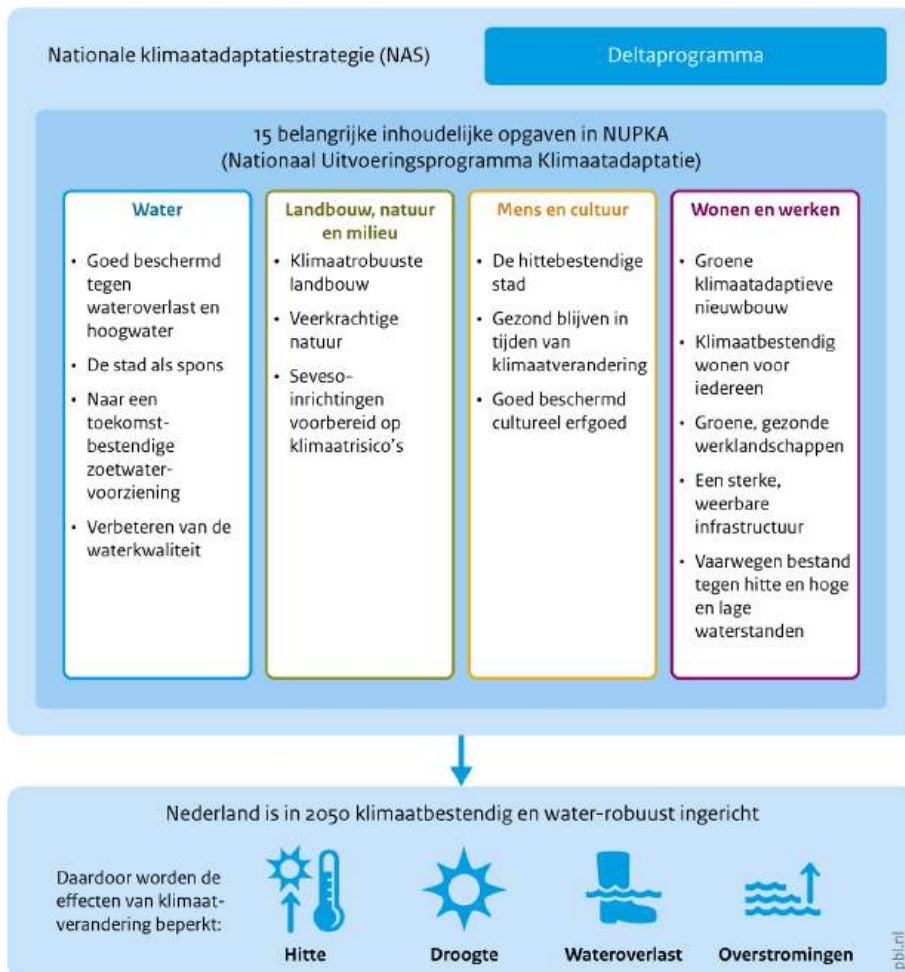 Nationale klimaatadaptatiestrategie (NAS)
Deltaprogramma
15 belangrijke inhoudelijke opgaven in NUPKA
(Nationaal Uitvoeringsprogramma Klimaatadaptatie)
Water
• Goed beschermd
tegen
wateroverlast en
hoogwater
• De stad als spons
• Naar een
toekomst-
bestendige
zoetwater-
voorziening
• Verbeteren van de
waterkwaliteit
Landbouw, natuur
en milieu
• Klimaatrobuuste
landbouw
• Veerkrachtige
natuur
• Seveso-
inrichtingen
voorbereid op
klimaatrisico's
Mens en cultuur
• De hittebestendige
stad
• Gezond blijven in
tijden van
klimaatverandering
• Goed beschermd
cultureel erfgoed
Wonen en werken
• Groene
klimaatadaptieve
nieuwbouw
• Klimaatbestendig
wonen voor
iedereen
• Groene, gezonde
werklandschappen
• Een sterke,
weerbare
infrastructuur
• Vaarwegen bestand
tegen hitte en hoge
en lage
waterstanden
Nederland is in 2050 klimaatbestendig en water-robuust ingericht
Daardoor worden de
effecten van klimaat-
verandering beperkt:
Hitte
Droogte
Wateroverlast
Overstromingen
pbl.nl